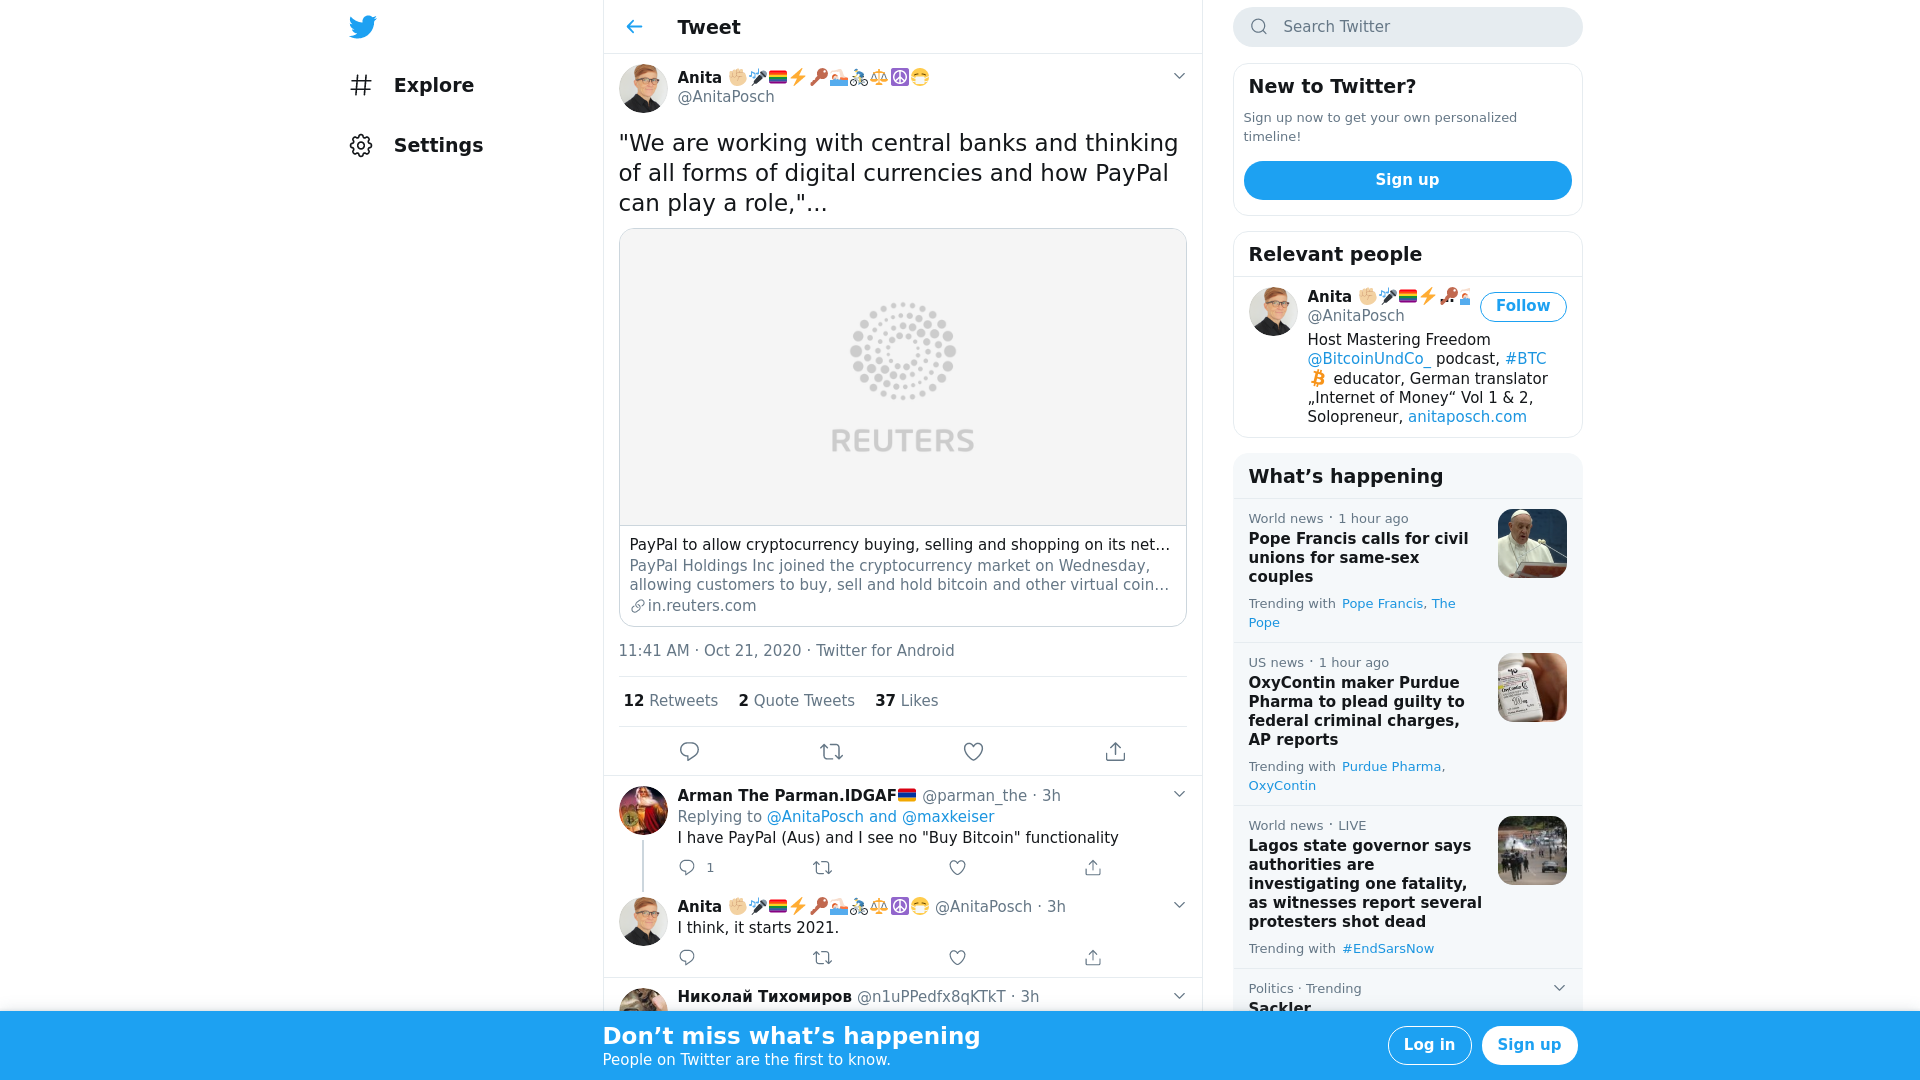 Explore
Settings
Tweet
Anita
@AnitaPosch
"We are working with central banks and thinking
of all forms of digital currencies and how PayPal
can play a role,"...
REUTERS
PayPal to allow cryptocurrency buying, selling and shopping on its net...
PayPal Holdings Inc joined the cryptocurrency market on Wednesday,
allowing customers to buy, sell and hold bitcoin and other virtual coin...
in.reuters.com
11:41 AM · Oct 21, 2020 · Twitter for Android
12 Retweets 2 Quote Tweets 37 Likes
Arman The Parman.IDGAF @parman_the · 3h
Replying to @AnitaPosch and @maxkeiser
I have PayPal (Aus) and I see no "Buy Bitcoin" functionality
1
Anita @AnitaPosch · 3h
I think, it starts 2021.
Николай Тихомиров @n1uPPedfx8qKTkT · 3h
Search Twitter
New to Twitter?
Sign up now to get your own personalized
timeline!
Sign up
Relevant people
Anita
@AnitaPosch
Follow
Host Mastering Freedom
@BitcoinUndCo_ podcast, #BTC
educator, German translator
„Internet of Money“ Vol 1 & 2,
Solopreneur, anitaposch.com
What’s happening
World news · 1 hour ago
Pope Francis calls for civil
unions for same-sex
couples
Trending with Pope Francis, The
Pope
US news · 1 hour ago
OxyContin maker Purdue
Pharma to plead guilty to
federal criminal charges,
AP reports
Trending with Purdue Pharma,
OxyContin
World news · LIVE
Lagos state governor says
authorities are
investigating one fatality,
as witnesses report several
protesters shot dead
Trending with #EndSarsNow
Politics · Trending
Sackler
Don’t miss what’s happening
People on Twitter are the first to know.
Log in
Sign up